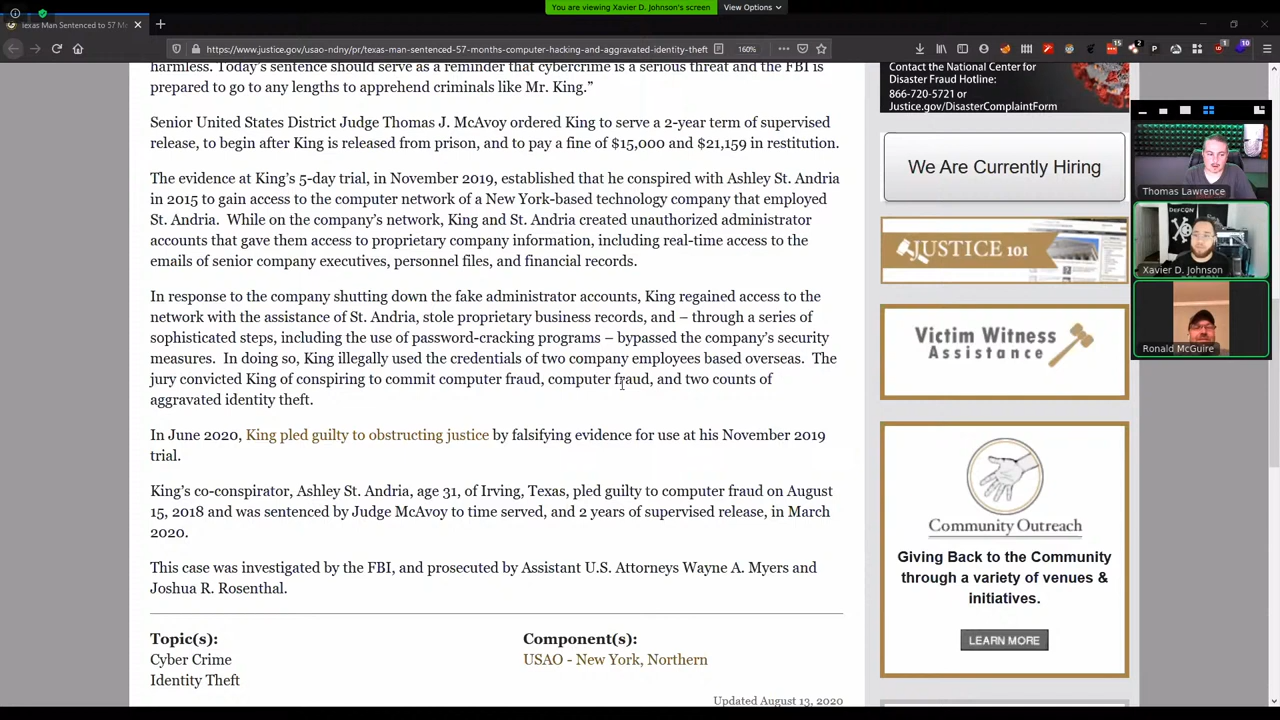 You are viewing Xavier D. Johnson's screen
View Options
Texas Man Sentenced to 57 M
https://www.justice.gov/usao-ndny/pr/texas-man-sentenced-57-months-computer-hacking-and-aggravated-identity-theft
160%
harmless. Today’s sentence should serve as a reminder that cybercrime is a serious threat and the FBI is
prepared to go to any lengths to apprehend criminals like Mr. King.”
Senior United States District Judge Thomas J. McAvoy ordered King to serve a 2-year term of supervised
release, to begin after King is released from prison, and to pay a fine of $15,000 and $21,159 in restitution.
The evidence at King’s 5-day trial, in November 2019, established that he conspired with Ashley St. Andria
in 2015 to gain access to the computer network of a New York-based technology company that employed
St. Andria.  While on the company’s network, King and St. Andria created unauthorized administrator
accounts that gave them access to proprietary company information, including real-time access to the
emails of senior company executives, personnel files, and financial records.
In response to the company shutting down the fake administrator accounts, King regained access to the
network with the assistance of St. Andria, stole proprietary business records, and – through a series of
sophisticated steps, including the use of password-cracking programs – bypassed the company’s security
measures.  In doing so, King illegally used the credentials of two company employees based overseas.  The
jury convicted King of conspiring to commit computer fraud, computer fraud, and two counts of
aggravated identity theft.
In June 2020, King pled guilty to obstructing justice by falsifying evidence for use at his November 2019
trial.
King’s co-conspirator, Ashley St. Andria, age 31, of Irving, Texas, pled guilty to computer fraud on August
15, 2018 and was sentenced by Judge McAvoy to time served, and 2 years of supervised release, in March
2020.
This case was investigated by the FBI, and prosecuted by Assistant U.S. Attorneys Wayne A. Myers and
Joshua R. Rosenthal.
Topic(s):
Cyber Crime
Identity Theft
Component(s):
USAO - New York, Northern
Updated August 13, 2020
Contact the National Center for
Disaster Fraud Hotline:
866-720-5721 or
Justice.gov/DisasterComplaintForm
We Are Currently Hiring
JUSTICE 101
Victim Witness
Assistance
Community Outreach
Giving Back to the Community
through a variety of venues &
initiatives.
LEARN MORE
Thomas Lawrence
DEFCON
Xavier D. Johnson
Ronald McGuire